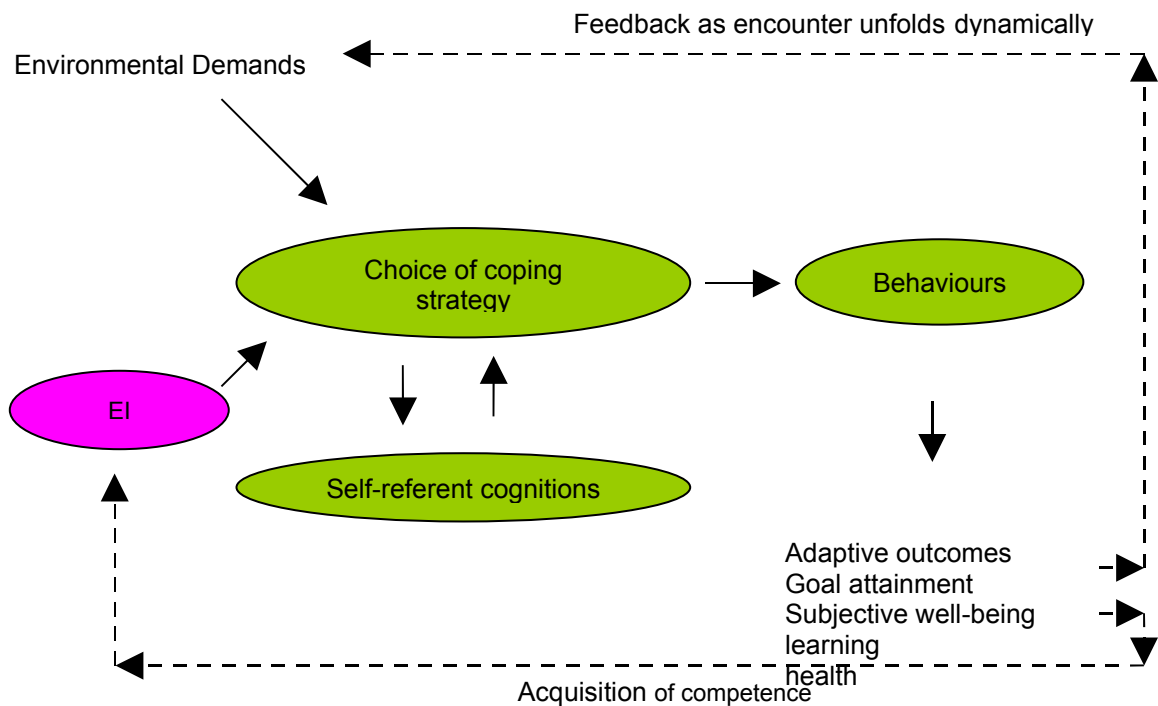 Feedback as encounter unfolds dynamically
Environmental Demands
Choice of coping
strategy
Behaviours
EI
Self-referent cognitions
Adaptive outcomes
Goal attainment
Subjective well-being
learning
health
Acquisition of competence